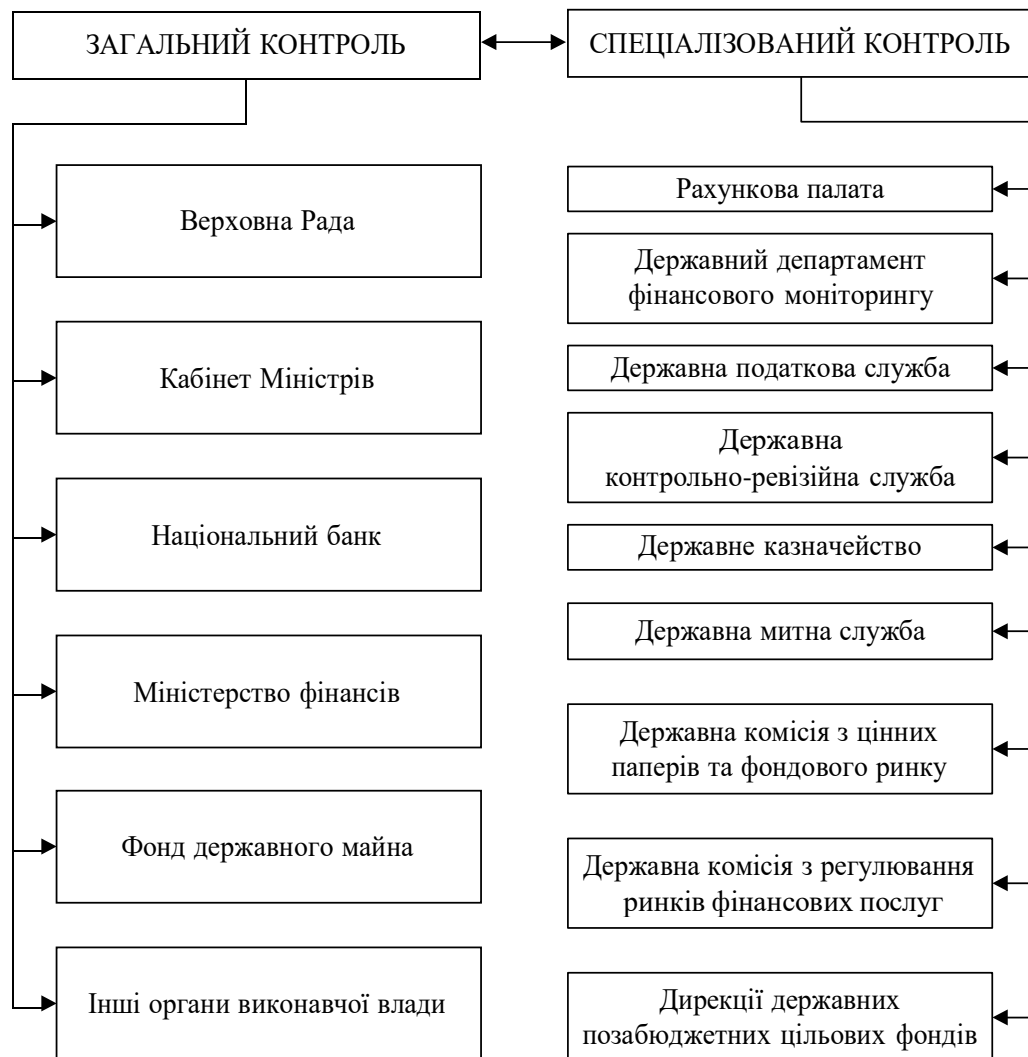 ЗАГАЛЬНИЙ КОНТРОЛЬ
СПЕЦІАЛІЗОВАНИЙ КОНТРОЛЬ
Верховна Рада
Кабінет Міністрів
Національний банк
Міністерство фінансів
Фонд державного майна
Інші органи виконавчої влади
Рахункова палата
Державний департамент
фінансового моніторингу
Державна податкова служба
Державна
контрольно-ревізійна служба
Державне казначейство
Державна митна служба
Державна комісія з цінних
паперів та фондового ринку
Державна комісія з регулювання
ринків фінансових послуг
Дирекції державних
позабюджетних цільових фондів